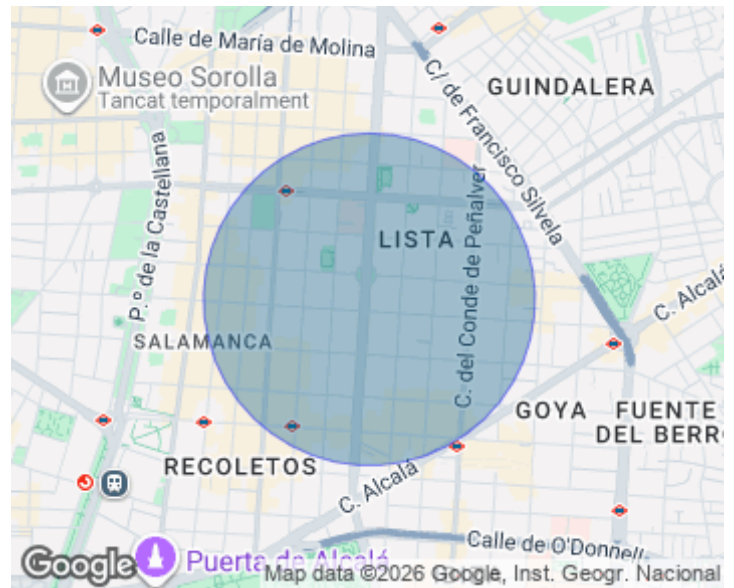 Calle de María de Molina
Museo Sorolla
Tancat temporalment
C/ de Francisco Silvela
GUINDALERA
P.º de la Castellana
LISTA
C. del Conde de Peñalver
C. Alcalá
SALAMANCA
GOYA
FUENTE
DEL BERR
RECOLETOS
C. Alcalá
Calle de O'Donnell
Puerta de Alcalá
Google
Map data ©2026 Google, Inst. Geogr. Nacional